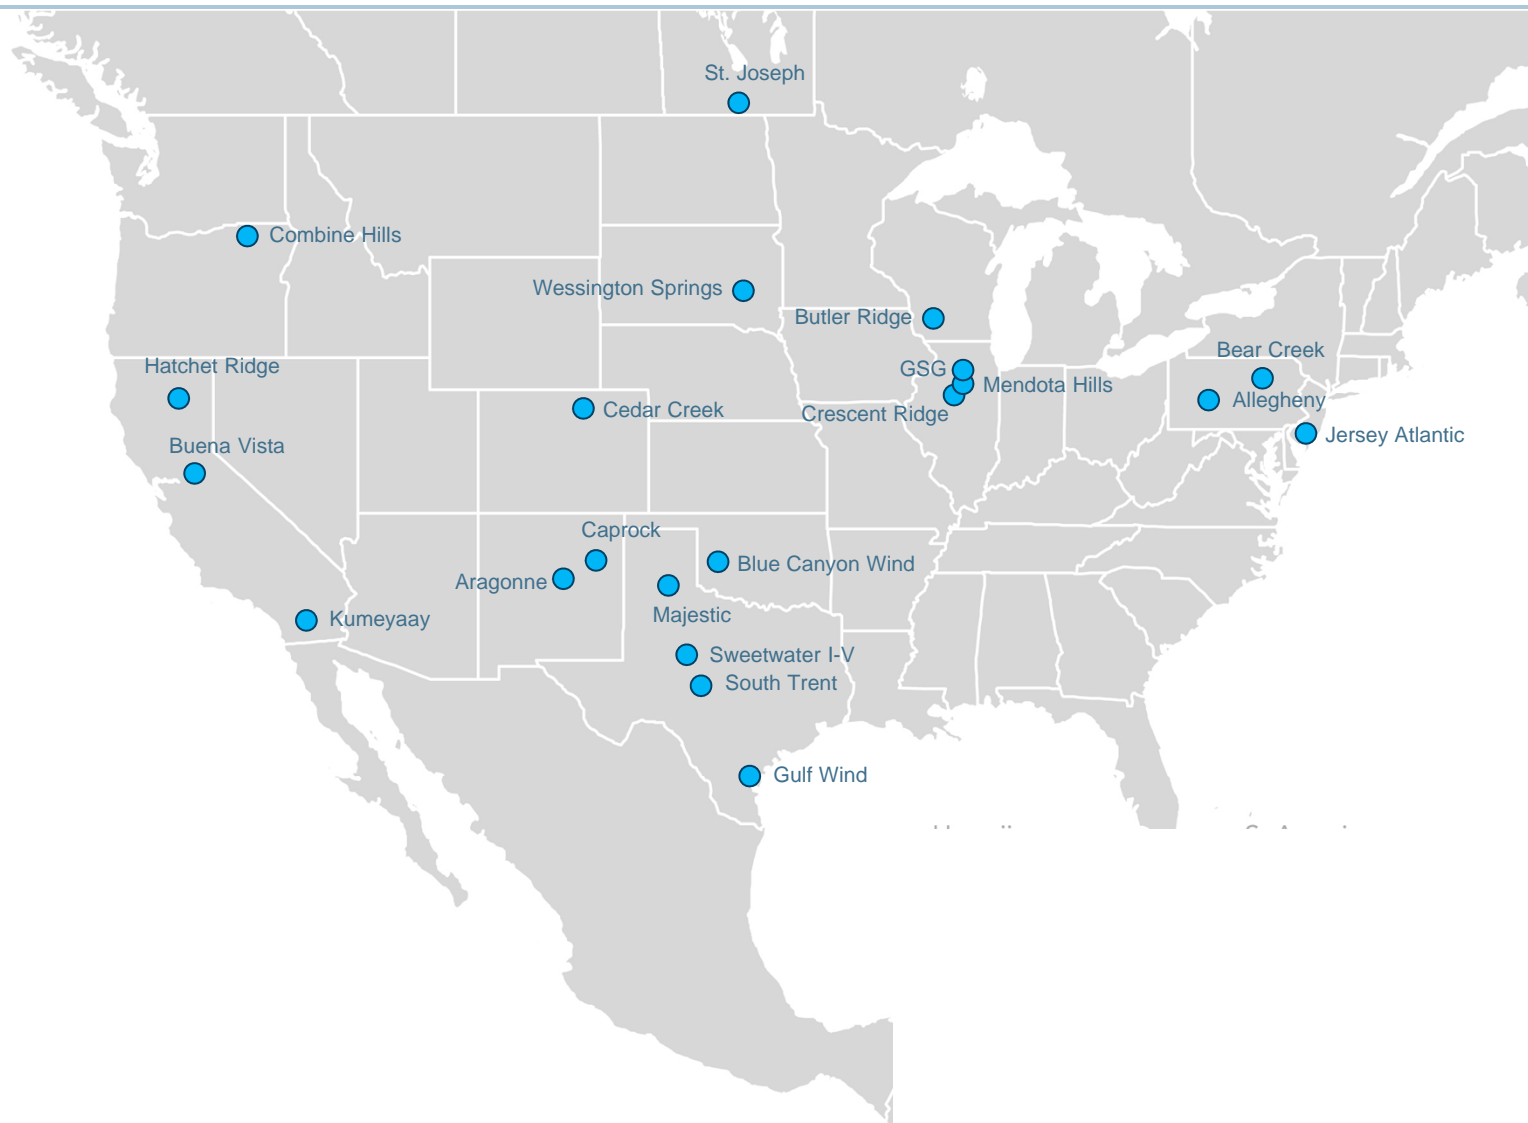 St. Joseph
Combine Hills
Wessington Springs
Butler Ridge
Bear Creek
Hatchet Ridge
GSG
Mendota Hills
Allegheny
Cedar Creek
Crescent Ridge
Jersey Atlantic
Buena Vista
Caprock
Blue Canyon Wind
Aragonne
Majestic
Kumeyaay
Sweetwater I-V
South Trent
Gulf Wind